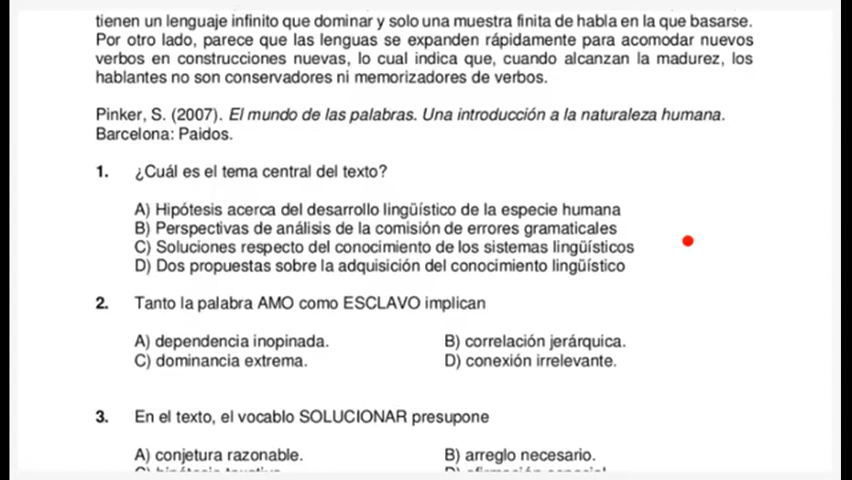 tienen un lenguaje infinito que dominar y solo una muestra finita de habla en la que basarse.
Por otro lado, parece que las lenguas se expanden rápidamente para acomodar nuevos
verbos en construcciones nuevas, lo cual indica que, cuando alcanzan la madurez, los
hablantes no son conservadores ni memorizadores de verbos.
Pinker, S. (2007). El mundo de las palabras. Una introducción a la naturaleza humana.
Barcelona: Paidos.
1. ¿Cuál es el tema central del texto?
A) Hipótesis acerca del desarrollo lingüístico de la especie humana
B) Perspectivas de análisis de la comisión de errores gramaticales
C) Soluciones respecto del conocimiento de los sistemas lingüísticos
D) Dos propuestas sobre la adquisición del conocimiento lingüístico
2. Tanto la palabra AMO como ESCLAVO implican
A) dependencia inopinada. B) correlación jerárquica.
C) dominancia extrema. D) conexión irrelevante.
3. En el texto, el vocablo SOLUCIONAR presupone
A) conjetura razonable. B) arreglo necesario.